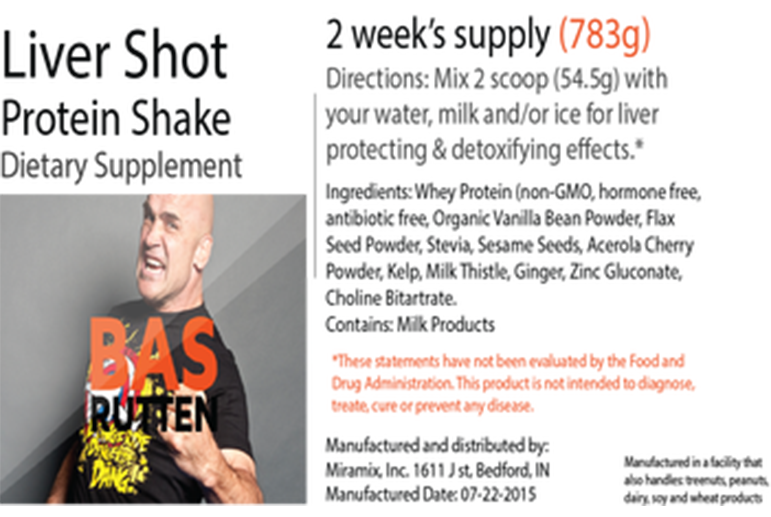 Liver Shot
Protein Shake
Dietary Supplement
BAS
RUTTEN
DANG!
2 week's supply (783g)
Directions: Mix 2 scoop (54.5g) with
your water, milk and/or ice for liver
protecting & detoxifying effects.*
Ingredients: Whey Protein (non-GMO, hormone free,
antibiotic free, Organic Vanilla Bean Powder, Flax
Seed Powder, Stevia, Sesame Seeds, Acerola Cherry
Powder, Kelp, Milk Thistle, Ginger, Zinc Gluconate,
Choline Bitartrate.
Contains: Milk Products
*These statements have not been evaluated by the Food and
Drug Administration. This product is not intended to diagnose,
treate, cure or prevent any disease.
Manufactured and distributed by:
Miramix, Inc. 1611 J st, Bedford, IN
Manufactured Date: 07-22-2015
Manufactured in a facility that
also handles: treenuts, peanuts,
dairy, soy and wheat products